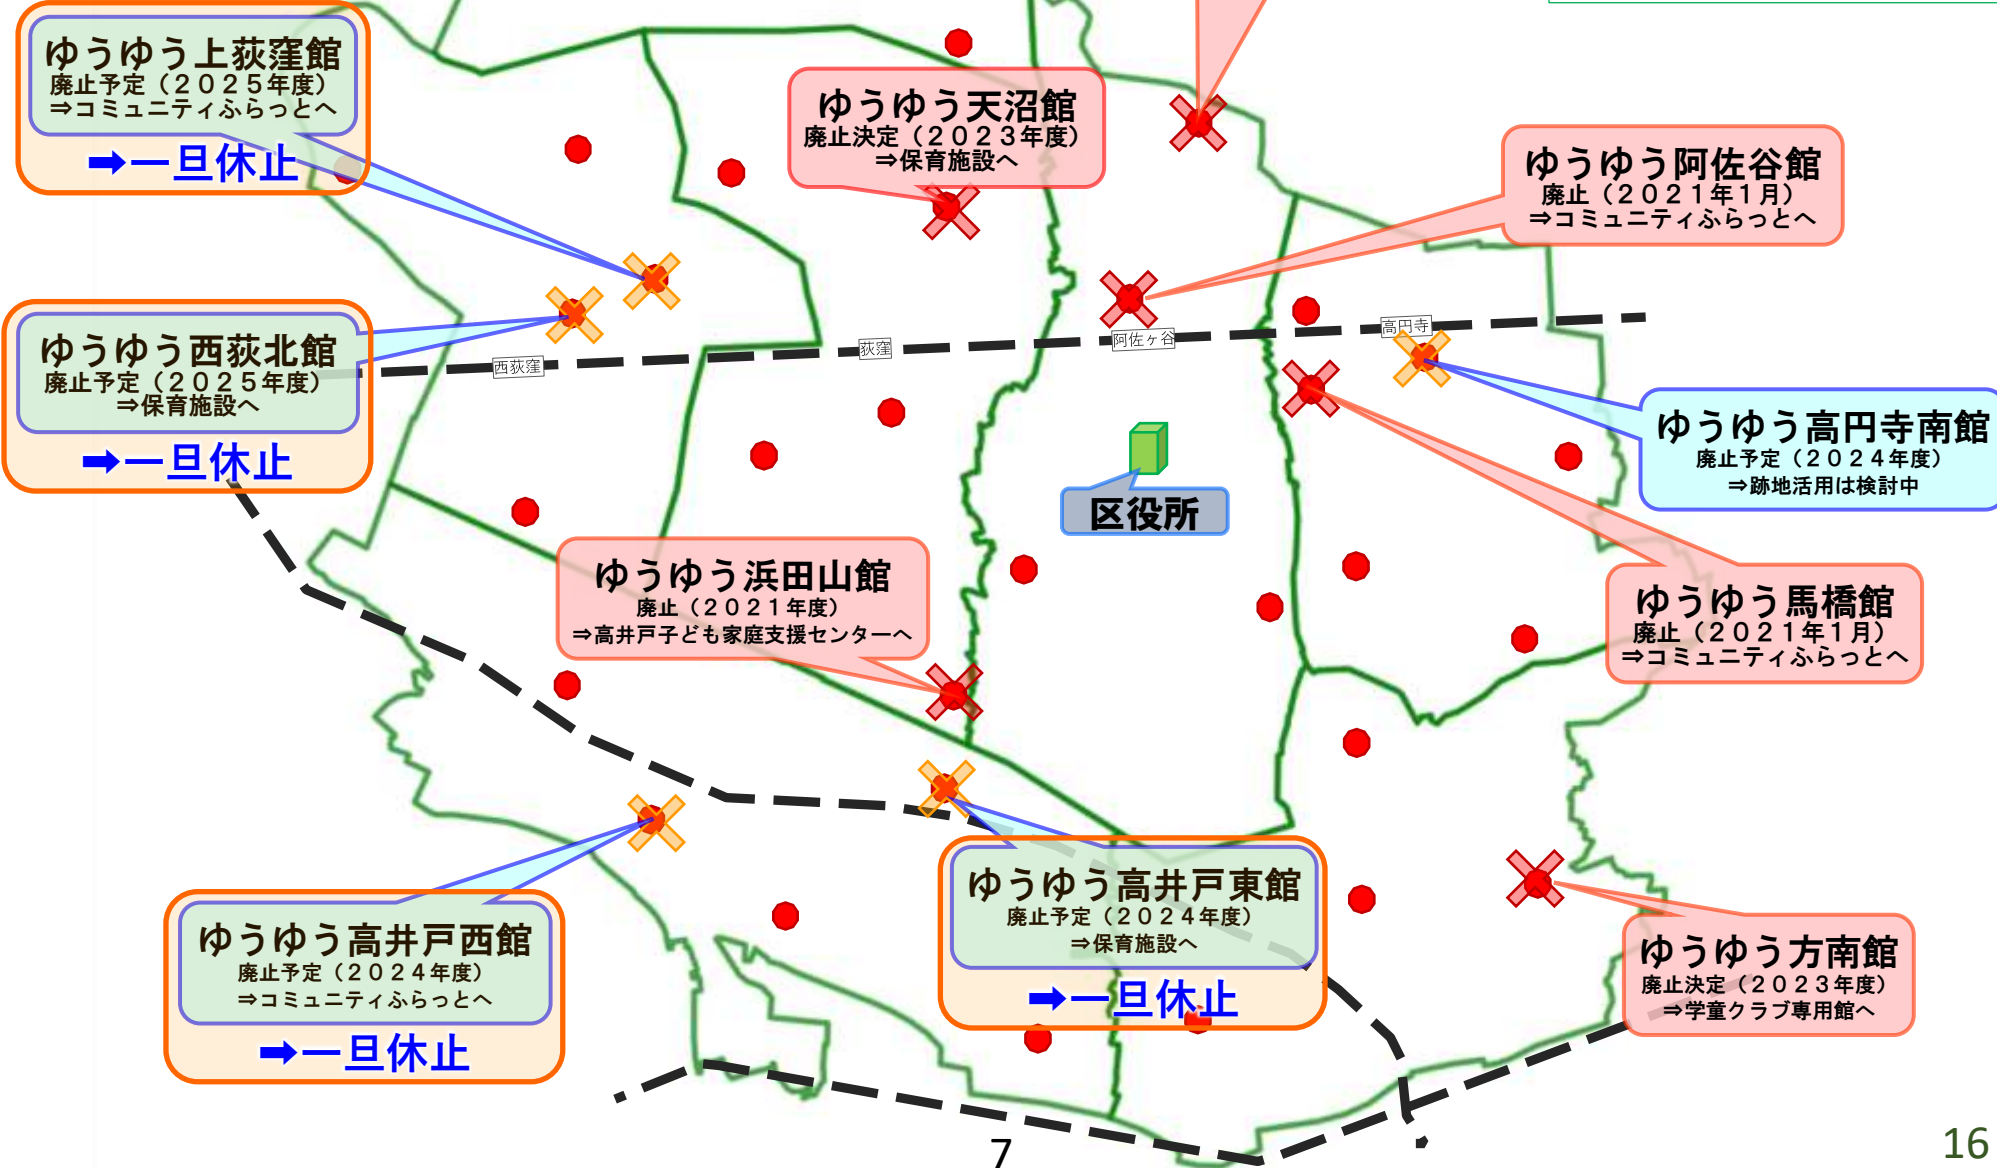 ゆうゆう上荻窪館
廃止予定（２０２５年度）
⇒コミュニティふらっとへ
➡一旦休止
ゆうゆう天沼館
廃止決定（２０２３年度）
⇒保育施設へ
ゆうゆう阿佐谷館
廃止（２０２１年１月）
⇒コミュニティふらっとへ
ゆうゆう西荻北館
廃止予定（２０２５年度）
⇒保育施設へ
➡一旦休止
西荻窪
荻窪
阿佐ヶ谷
高円寺
ゆうゆう高円寺南館
廃止予定（２０２４年度）
⇒跡地活用は検討中
区役所
ゆうゆう浜田山館
廃止（２０２１年度）
⇒高井戸子ども家庭支援センターへ
ゆうゆう馬橋館
廃止（２０２１年１月）
⇒コミュニティふらっとへ
ゆうゆう高井戸西館
廃止予定（２０２４年度）
⇒コミュニティふらっとへ
➡一旦休止
ゆうゆう高井戸東館
廃止予定（２０２４年度）
⇒保育施設へ
➡一旦休止
ゆうゆう方南館
廃止決定（２０２３年度）
⇒学童クラブ専用館へ
7
16